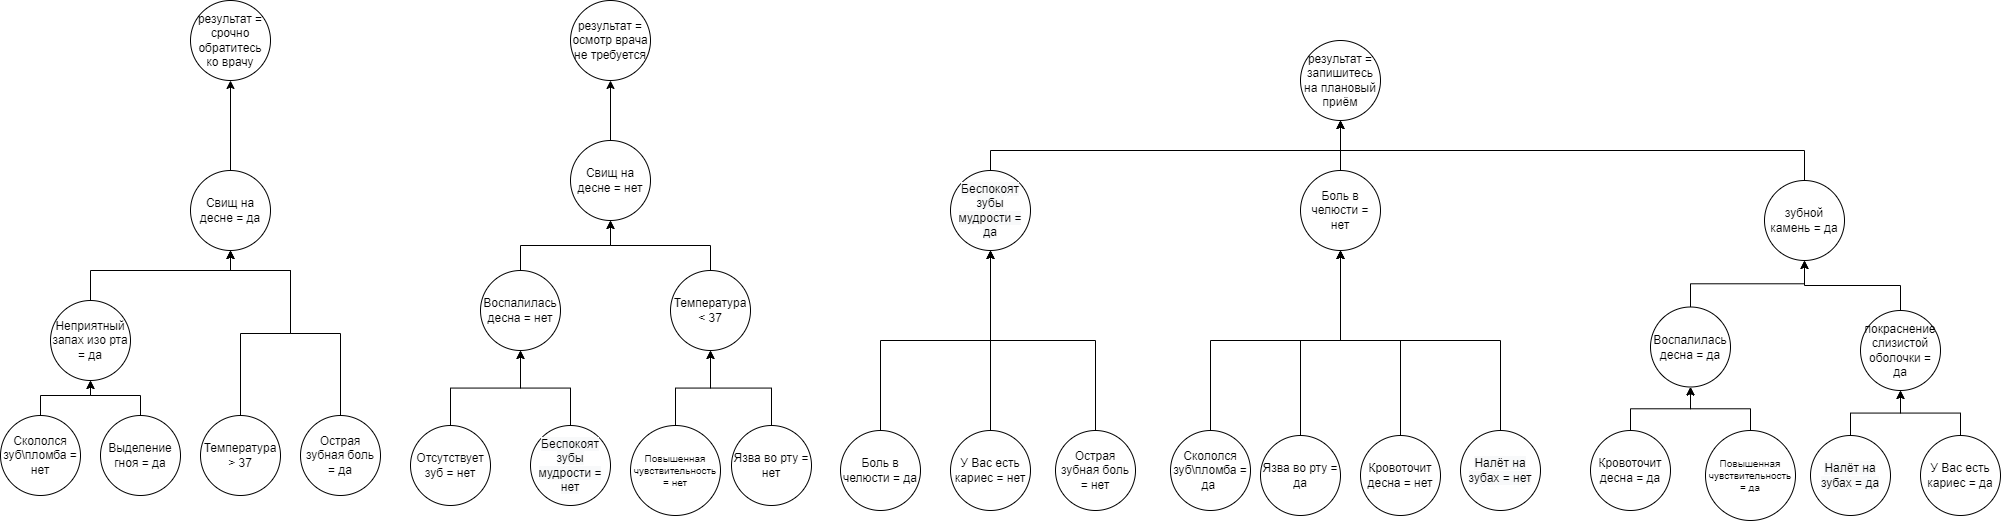 результат =
срочно
обратитесь
ко врачу
результат =
осмотр врача
не требуется
результат =
запишитесь
на плановый
приём
Свищ на
десне = да
Свищ на
десне = нет
Беспокоят
зубы
мудрости =
да
Боль в
челюсти =
нет
зубной
камень = да
Неприятный
запах изо рта
= да
Воспалилась
десна = нет
Температура
< 37
Воспалилась
десна = да
покраснение
слизистой
оболочки =
да
Скололся
зуб\пломба =
нет
Выделение
гноя = да
Температура
> 37
Острая
зубная боль
= да
Отсутствует
зуб = нет
Беспокоят
зубы
мудрости =
нет
Повышенная
чувствительность
= нет
Язва во рту =
нет
Боль в
челюсти = да
У Вас есть
кариес = нет
Острая
зубная боль
= нет
Скололся
зуб\пломба =
да
Язва во рту =
да
Кровоточит
десна = нет
Налёт на
зубах = нет
Кровоточит
десна = да
Повышенная
чувствительность
= да
Налёт на
зубах = да
У Вас есть
кариес = да